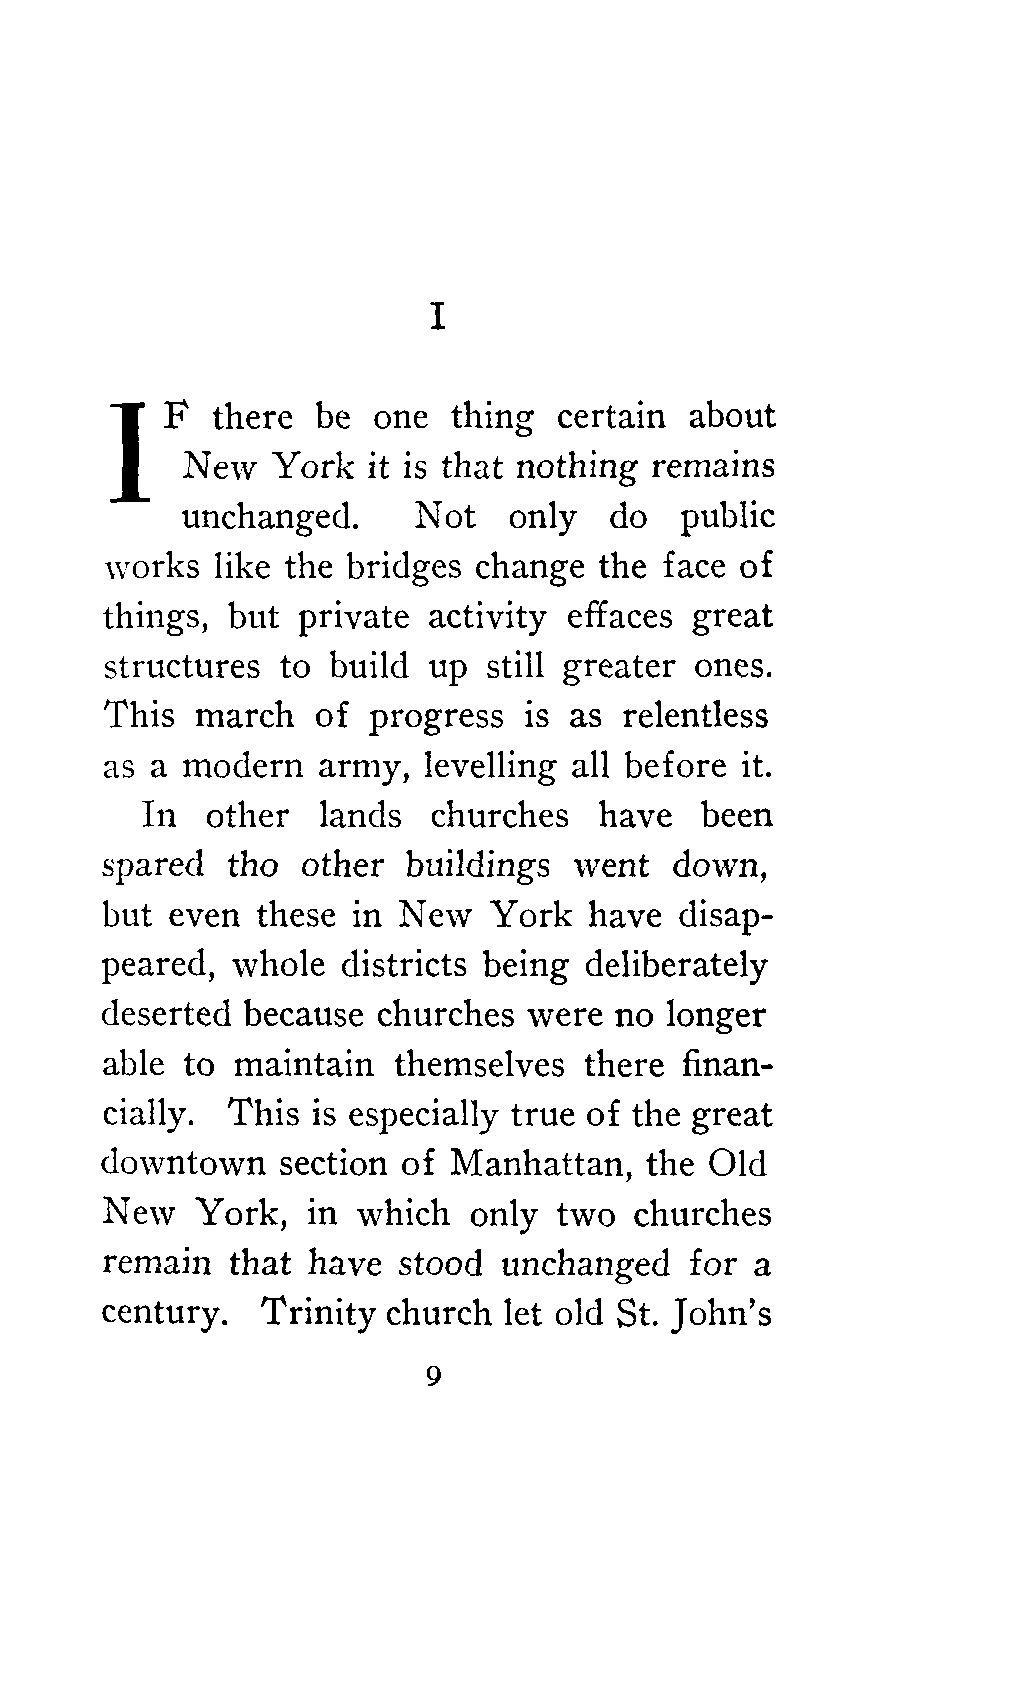 I
IF there be one thing certain about
New York it is that nothing remains
unchanged. Not only do public
works like the bridges change the face of
things, but private activity effaces great
structures to build up still greater ones.
This march of progress is as relentless
as a modern army, levelling all before it.
In other lands churches have been
spared tho other buildings went down,
but even these in New York have disap-
peared, whole districts being deliberately
deserted because churches were no longer
able to maintain themselves there finan-
cially. This is especially true of the great
downtown section of Manhattan, the Old
New York, in which only two churches
remain that have stood unchanged for a
century. Trinity church let old St. John's
9